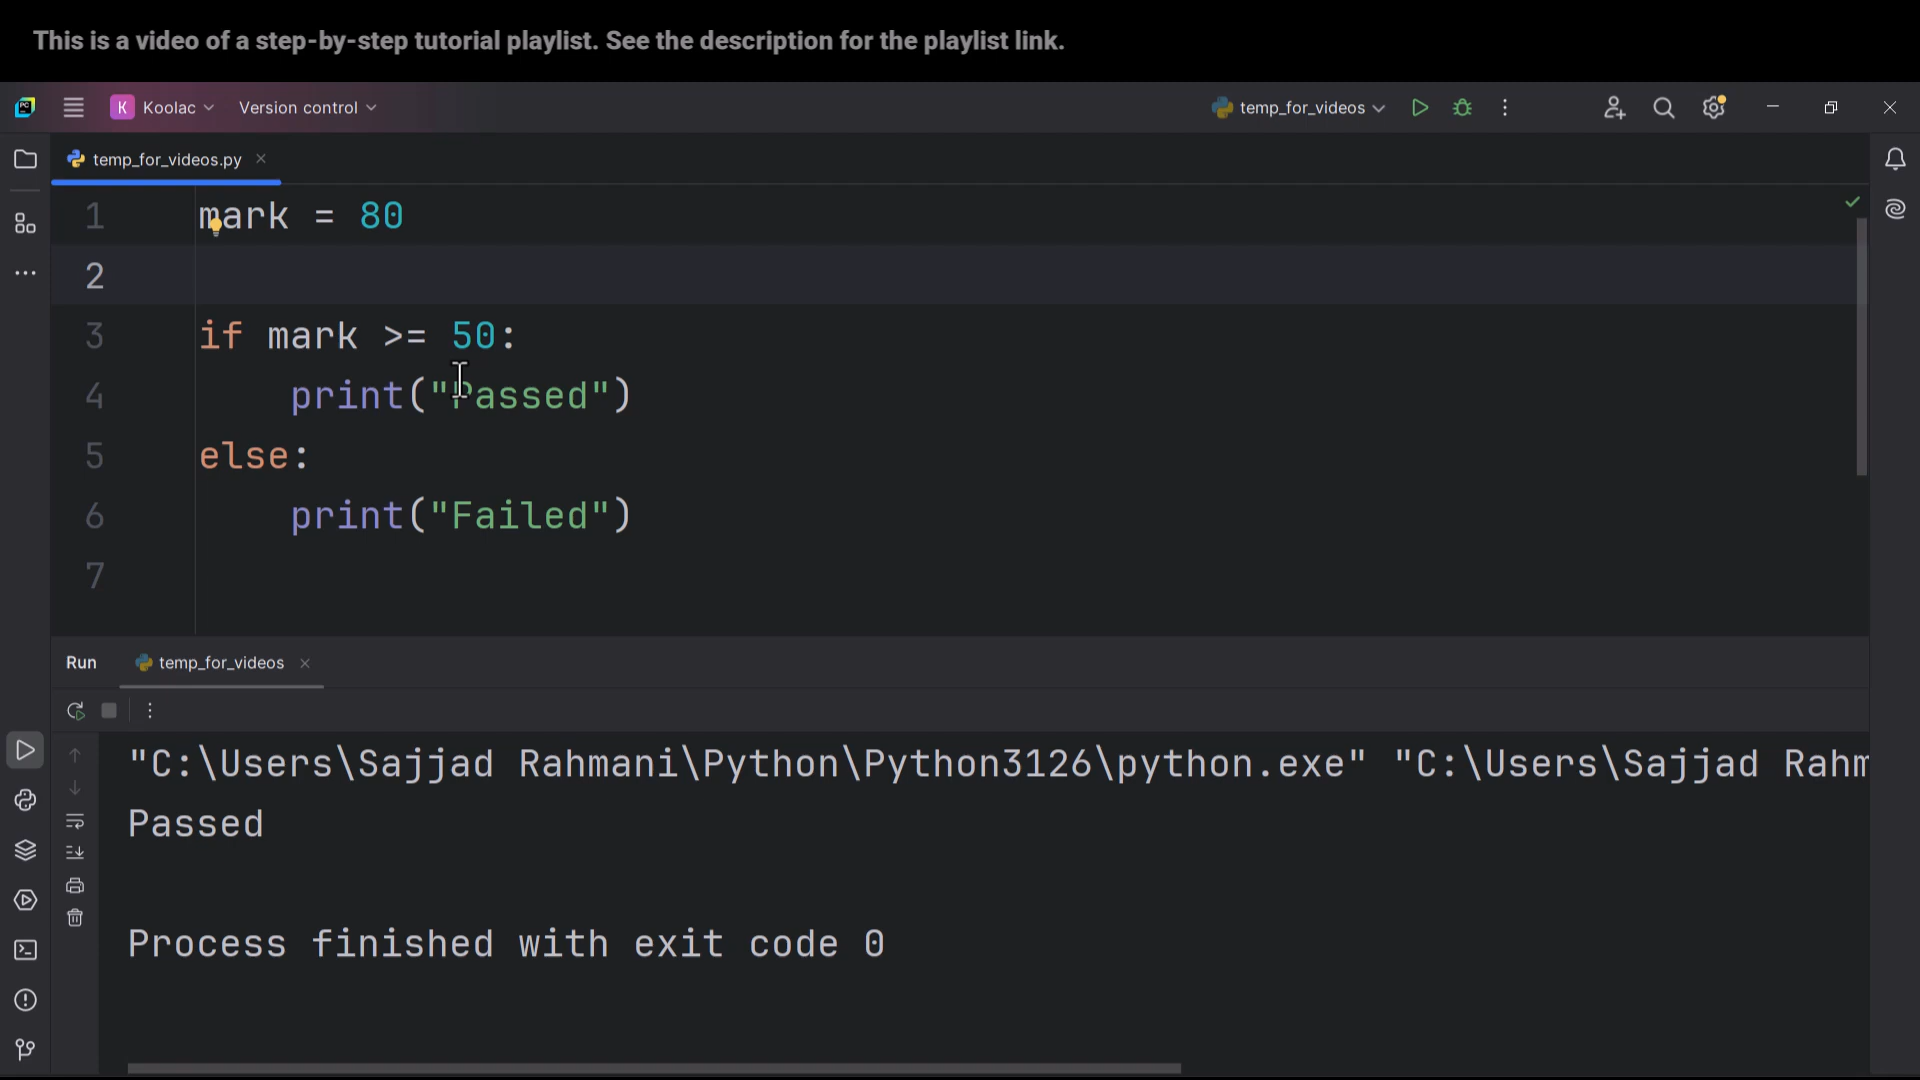 This is a video of a step-by-step tutorial playlist. See the description for the playlist link.
K Koolac Version control temp_for_videos
temp_for_videos.py
1 mark = 80
2
3 if mark >= 50:
4 print("Passed")
5 else:
6 print("Failed")
7
Run temp_for_videos
"C:\Users\Sajjad Rahmani\Python\Python3126\python.exe" "C:\Users\Sajjad Rahm
Passed
Process finished with exit code 0